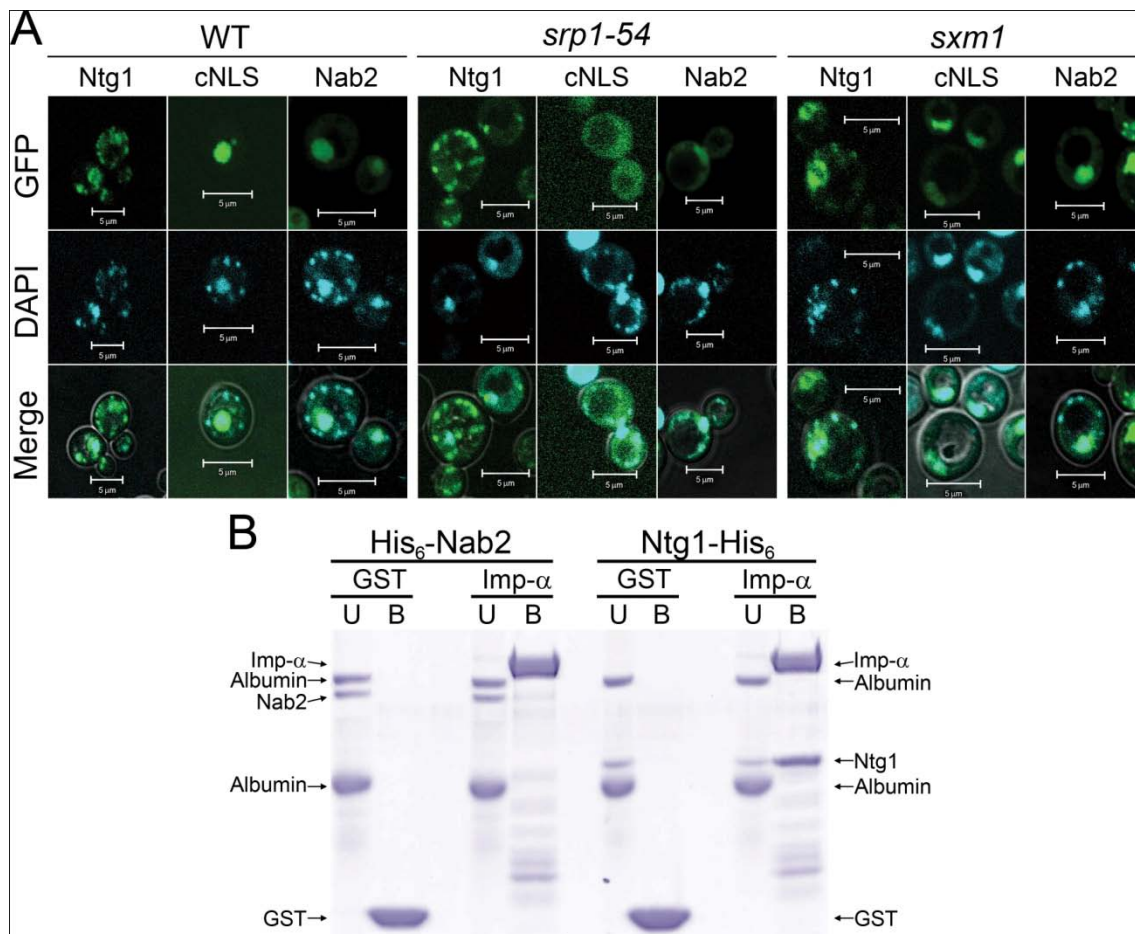 A
WT srp1-54 sxm1
Ntg1 cNLS Nab2 Ntg1 cNLS Nab2 Ntg1 cNLS Nab2
GFP
5 µm 5 µm 5 µm 5 µm 5 µm 5 µm 5 µm 5 µm 5 µm
DAPI
5 µm 5 µm 5 µm 5 µm 5 µm 5 µm 5 µm 5 µm 5 µm
Merge
5 µm 5 µm 5 µm 5 µm 5 µm 5 µm 5 µm 5 µm 5 µm
B
His6-Nab2 Ntg1-His6
GST Imp-α GST Imp-α
U B U B U B U B
Imp-α Imp-α
Albumin Albumin
Nab2
Ntg1
Albumin Albumin
GST GST